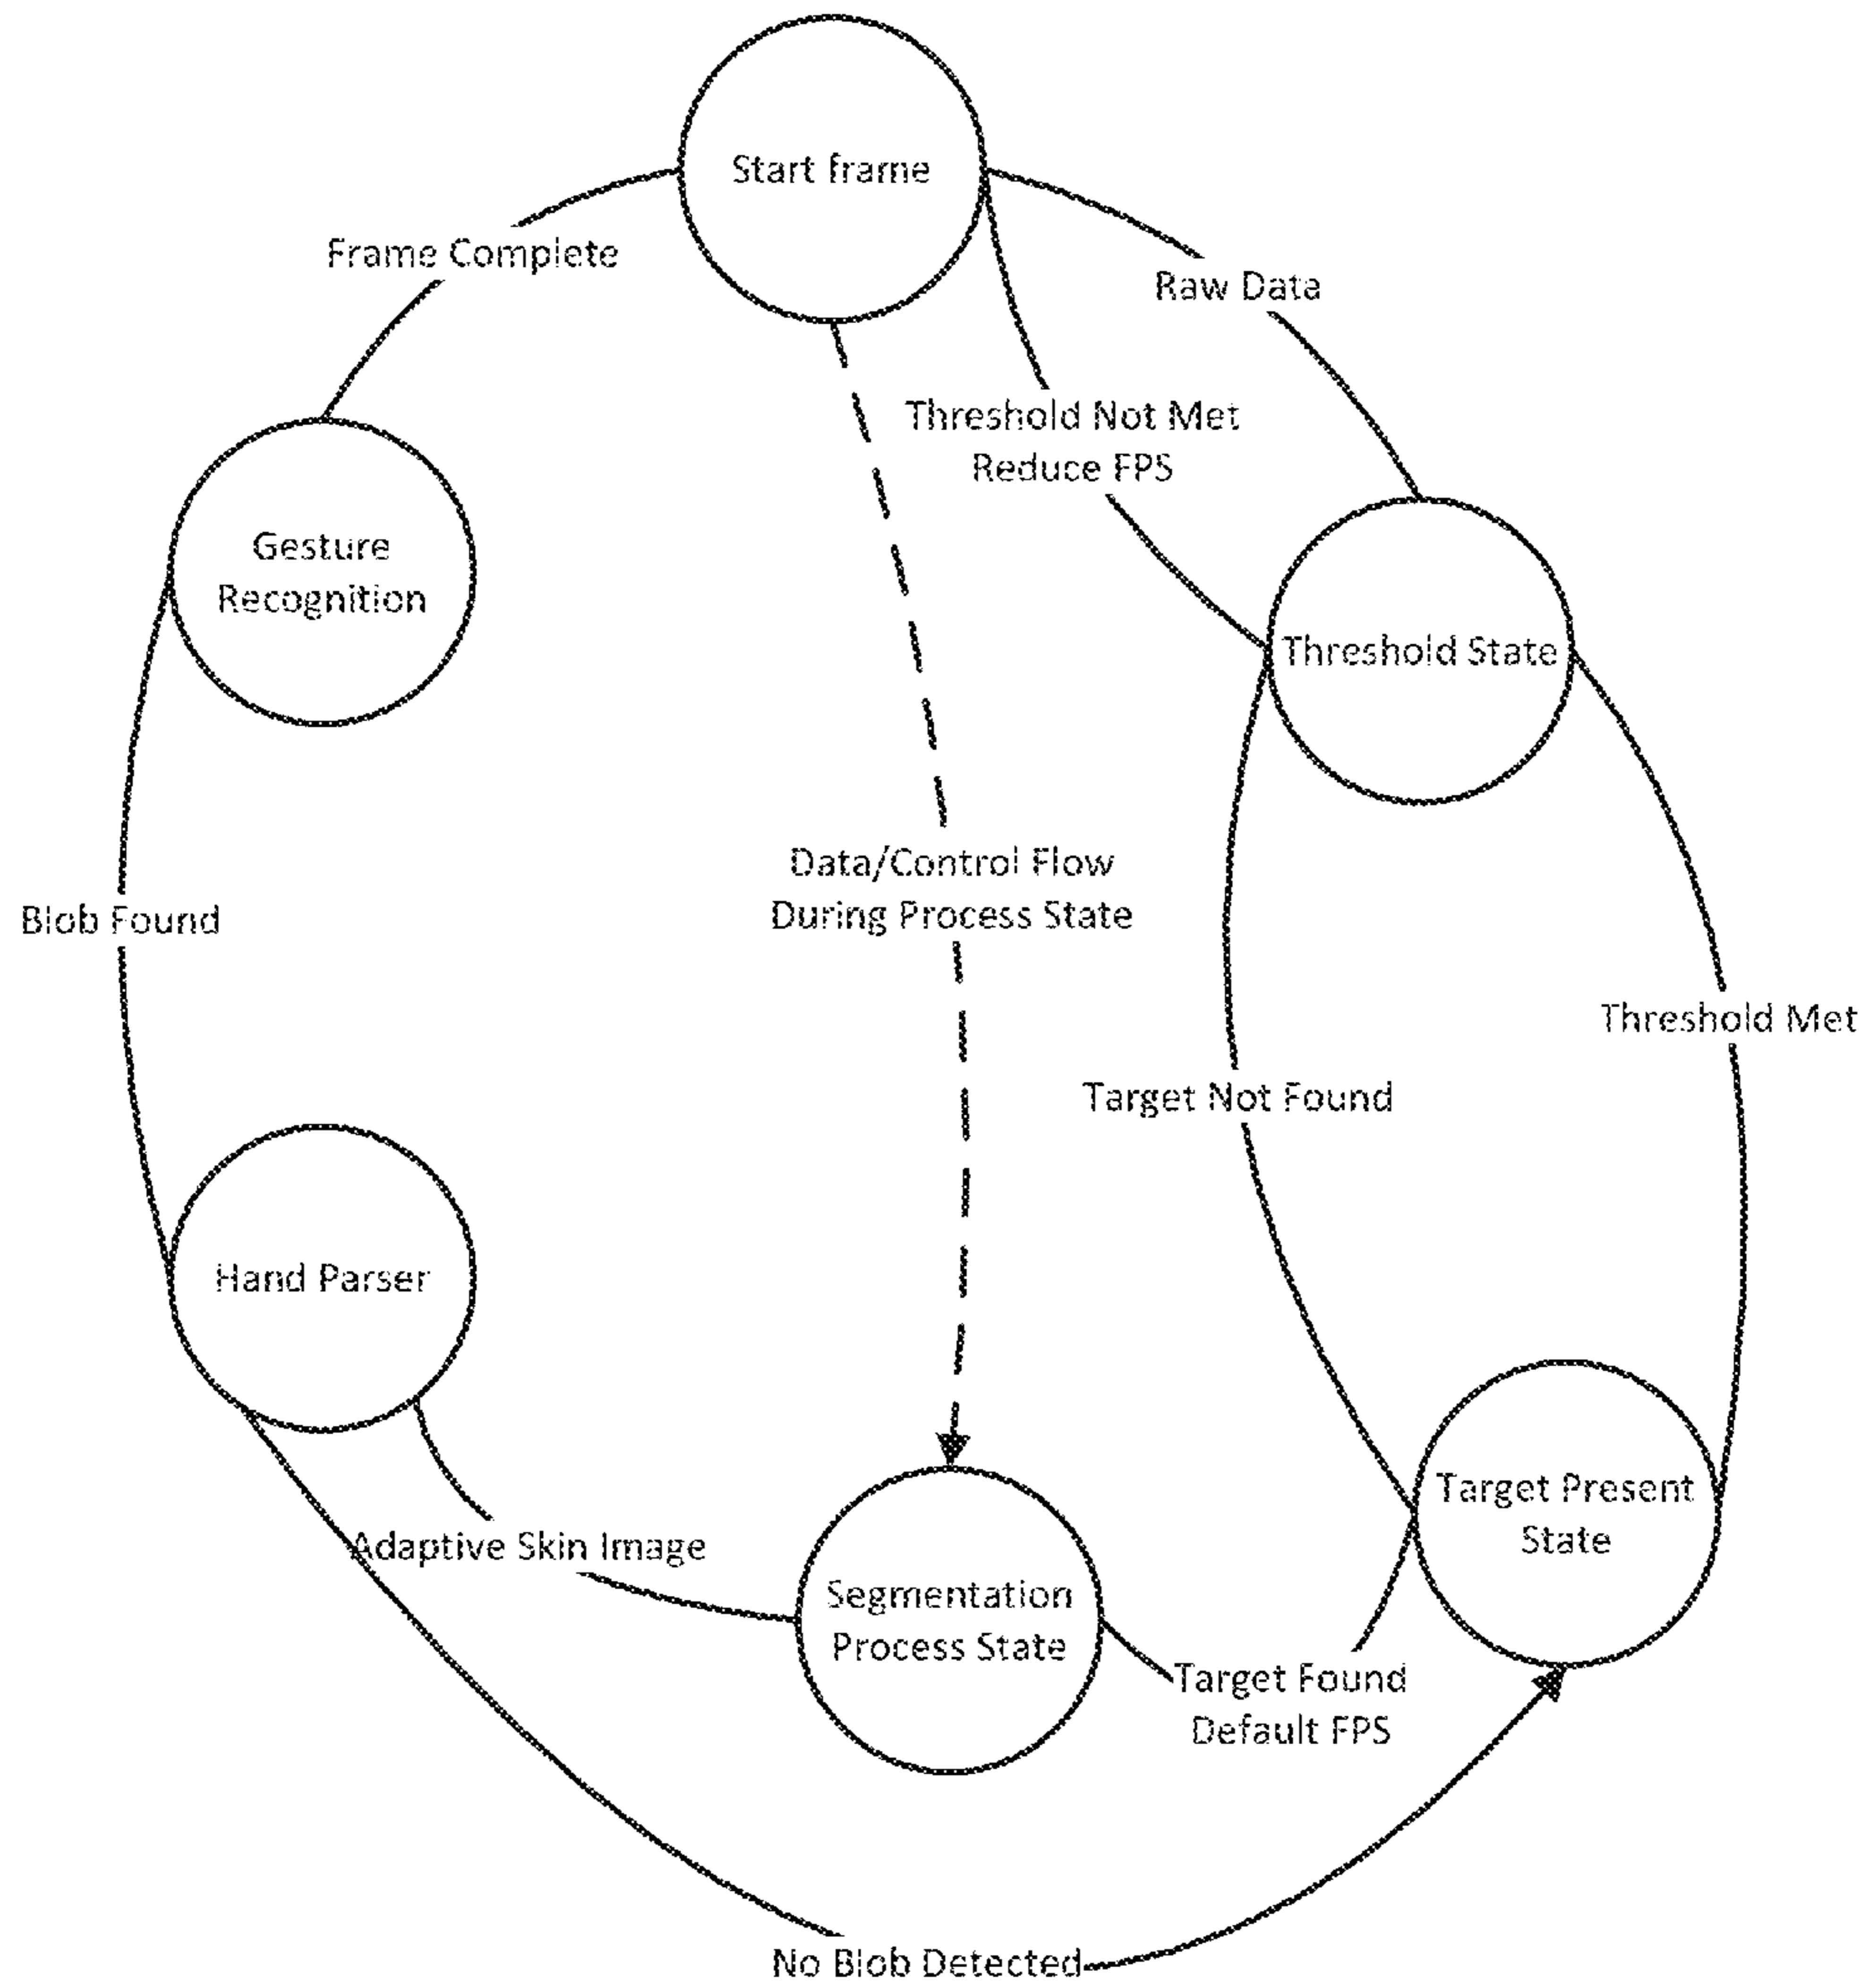 Start frame
Frame Complete
Raw Data
Threshold Not Met
Reduce FPS
Gesture
Recognition
Threshold State
Data/Control Flow
During Process State
Blob Found
Threshold Met
Target Not Found
Hand Parser
Target Present
State
Adaptive Skin Image
Segmentation
Process State
Target Found
Default FPS
No Blob Detected